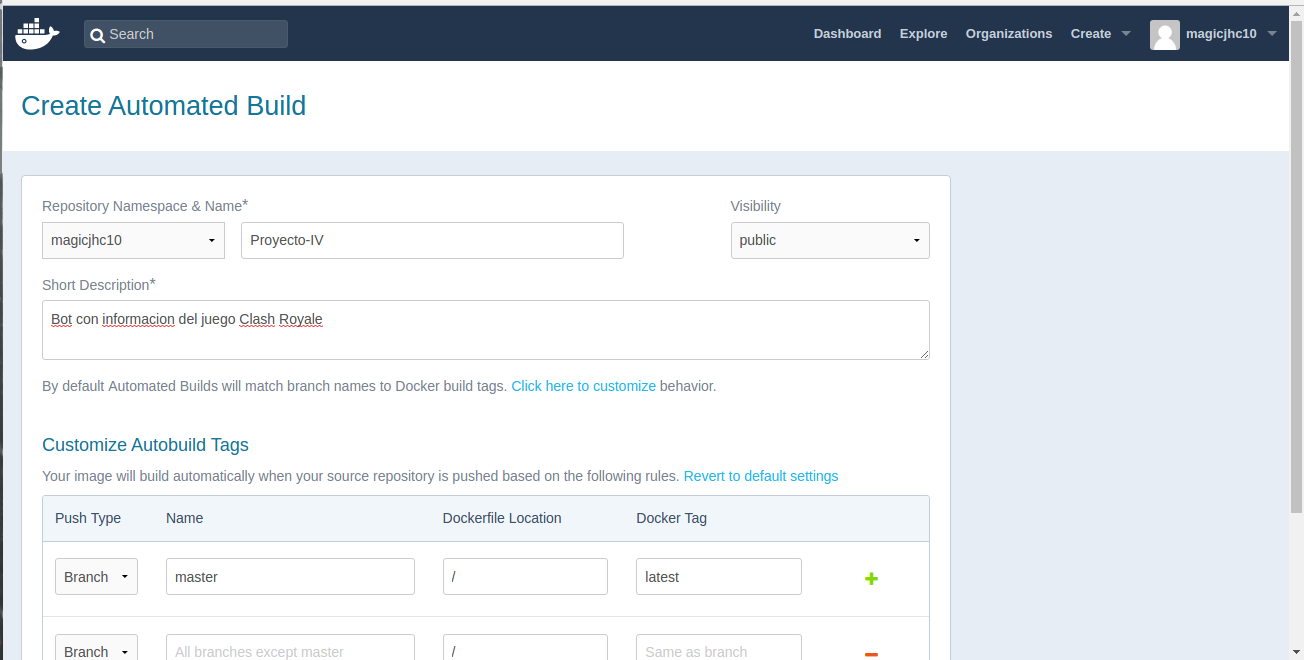 Search
Dashboard Explore Organizations Create magicjhc10
Create Automated Build
Repository Namespace & Name* Visibility
magicjhc10 Proyecto-IV public
Short Description*
Bot con informacion del juego Clash Royale
By default Automated Builds will match branch names to Docker build tags. Click here to customize behavior.
Customize Autobuild Tags
Your image will build automatically when your source repository is pushed based on the following rules. Revert to default settings
Push Type Name Dockerfile Location Docker Tag
Branch master / latest
Branch All branches except master / Same as branch